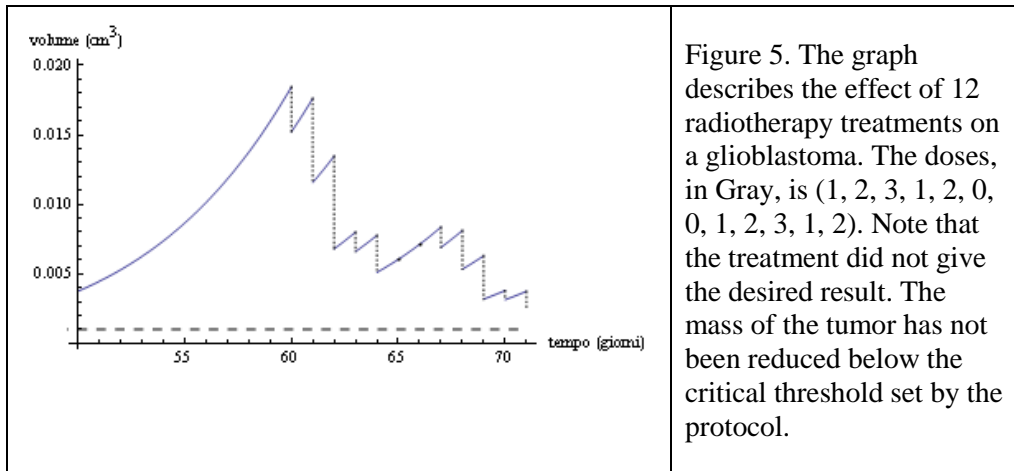 volume (cm³)
0.020
0.015
0.010
0.005
55
60
65
70
tempo (giorni)
Figure 5. The graph
describes the effect of 12
radiotherapy treatments on
a glioblastoma. The doses,
in Gray, is (1, 2, 3, 1, 2, 0,
0, 1, 2, 3, 1, 2). Note that
the treatment did not give
the desired result. The
mass of the tumor has not
been reduced below the
critical threshold set by the
protocol.